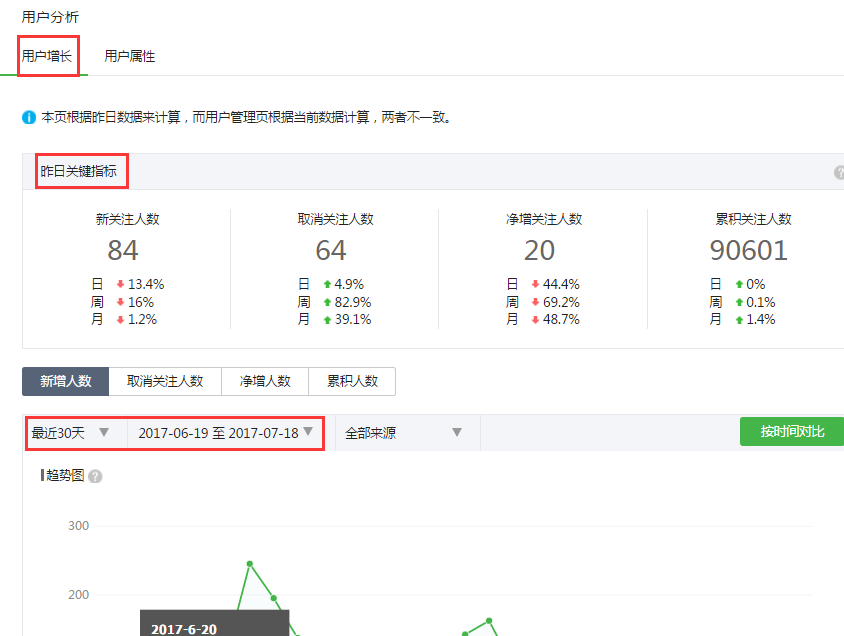 用户分析
用户增长 用户属性
本页根据昨日数据来计算，而用户管理页根据当前数据计算，两者不一致。
昨日关键指标
新关注人数 取消关注人数 净增关注人数 累积关注人数
84 64 20 90601
日 13.4% 日 4.9% 日 44.4% 日 0%
周 16% 周 82.9% 周 69.2% 周 0.1%
月 1.2% 月 39.1% 月 48.7% 月 1.4%
新增人数 取消关注人数 净增人数 累积人数
最近30天 2017-06-19 至 2017-07-18 全部来源 按时间对比
趋势图
300
200
2017-6-20